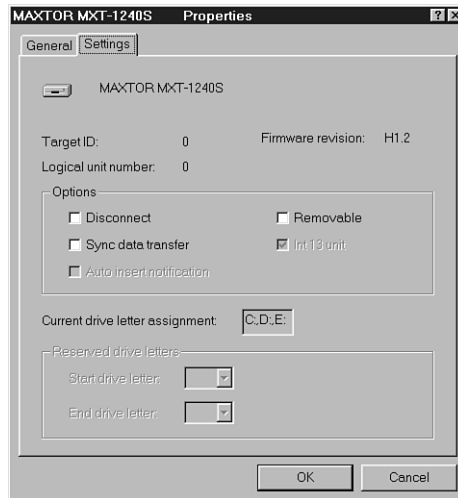 MAXTOR MXT-1240S Properties
General Settings
MAXTOR MXT-1240S
Target ID: 0 Firmware revision: H1.2
Logical unit number: 0
Options
Disconnect Removable
Sync data transfer Int 13 unit
Auto insert notification
Current drive letter assignment: C:,D:,E:
Reserved drive letters
Start drive letter:
End drive letter:
OK Cancel